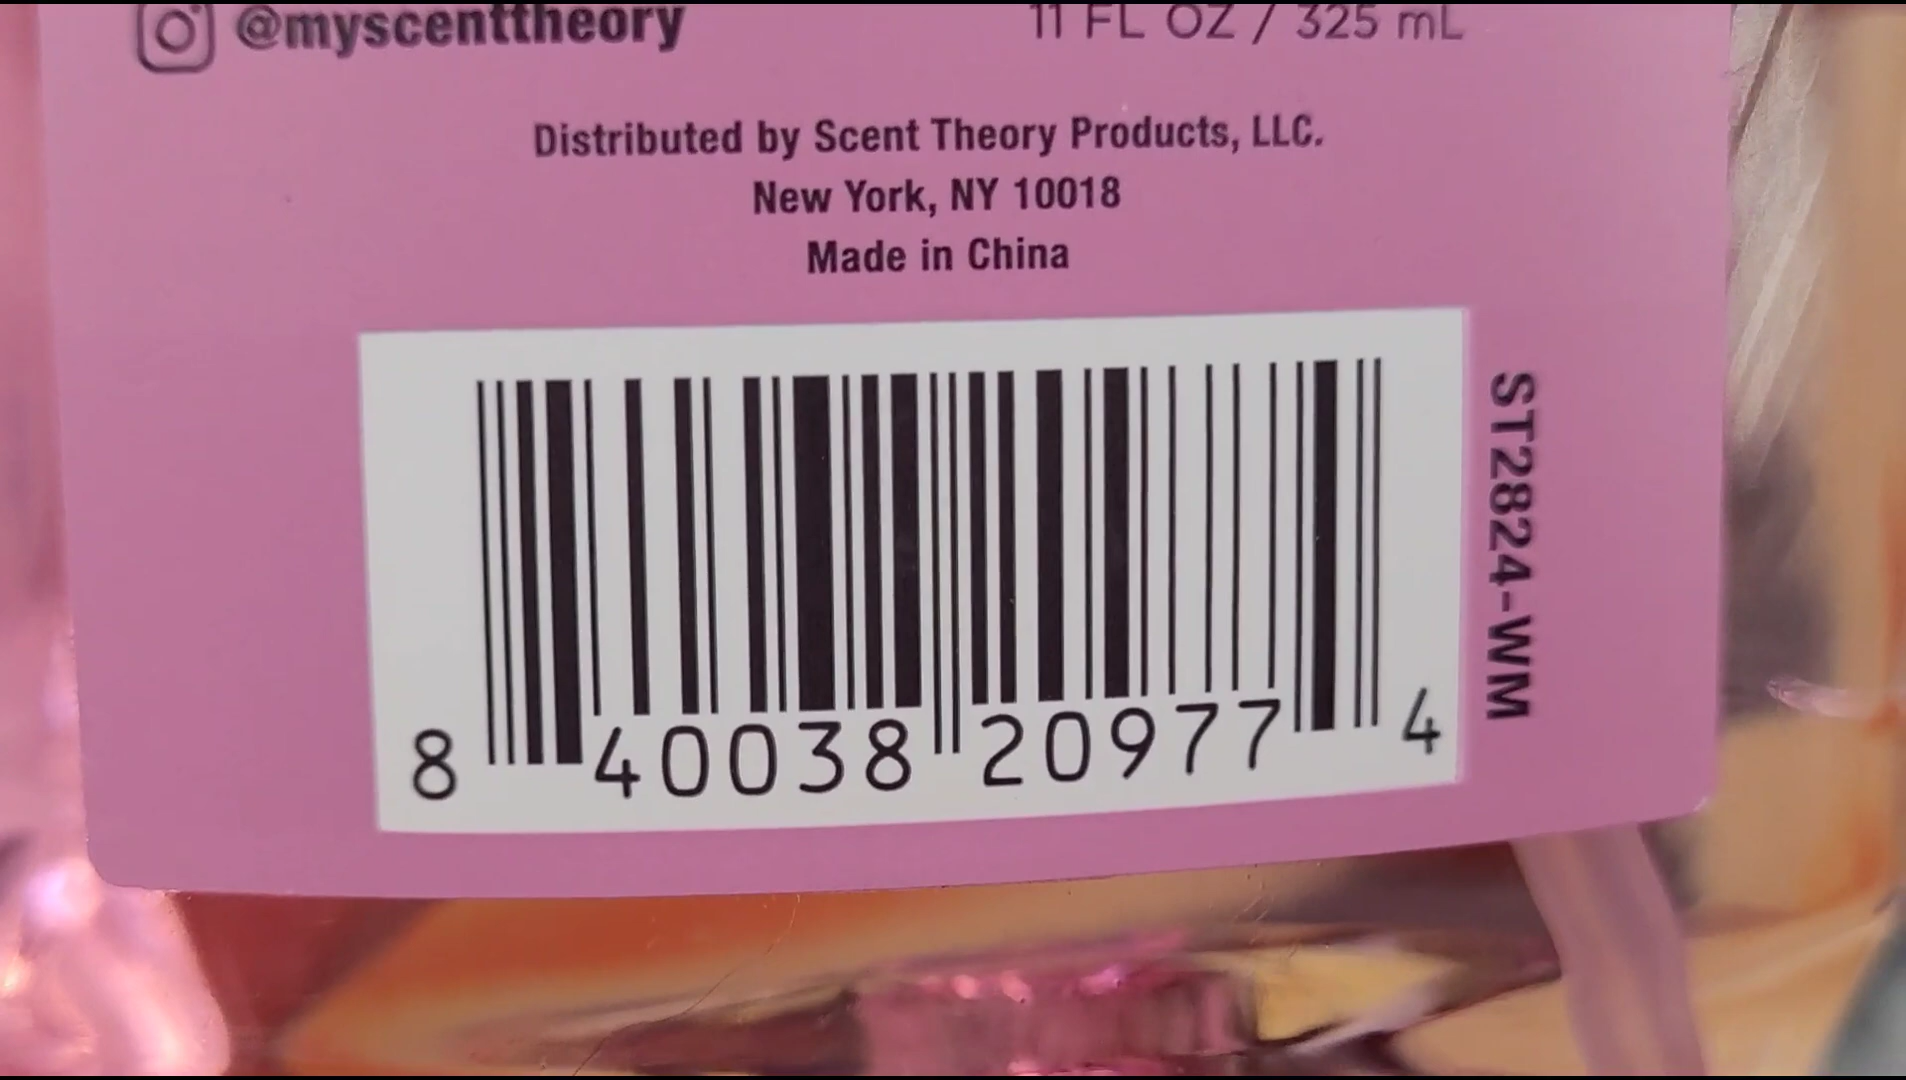 @myscenttheory 11 FL OZ / 325 mL
Distributed by Scent Theory Products, LLC.
New York, NY 10018
Made in China
8 40038 20977 4
ST2824-WM